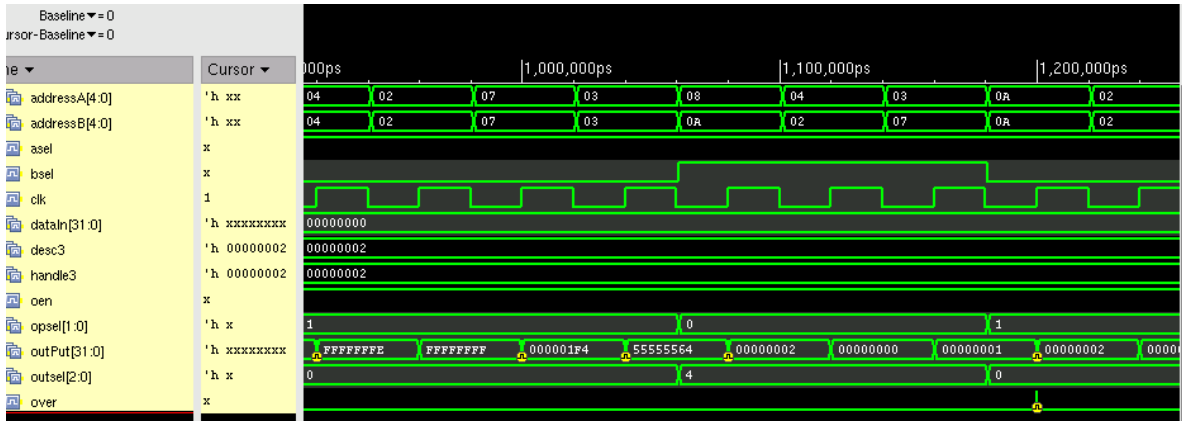 Baseline▼=0
ursor-Baseline▼=0
ne▼ Cursor▼ 000ps 1,000,000ps 1,100,000ps 1,200,000ps
addressA[4:0] 'h xx 04 02 07 03 08 04 03 0A 02
addressB[4:0] 'h xx 04 02 07 03 0A 02 07 0A 02
asel x
bsel x
clk 1
dataIn[31:0] 'h xxxxxxxx 00000000
desc3 'h 00000002 00000002
handle3 'h 00000002 00000002
oen x
opsel[1:0] 'h x 1 0 1
outPut[31:0] 'h xxxxxxxx FFFFFFFE FFFFFFFF 000001F4 55555564 00000002 00000000 00000001 00000002 0000
outsel[2:0] 'h x 0 4 0
over x